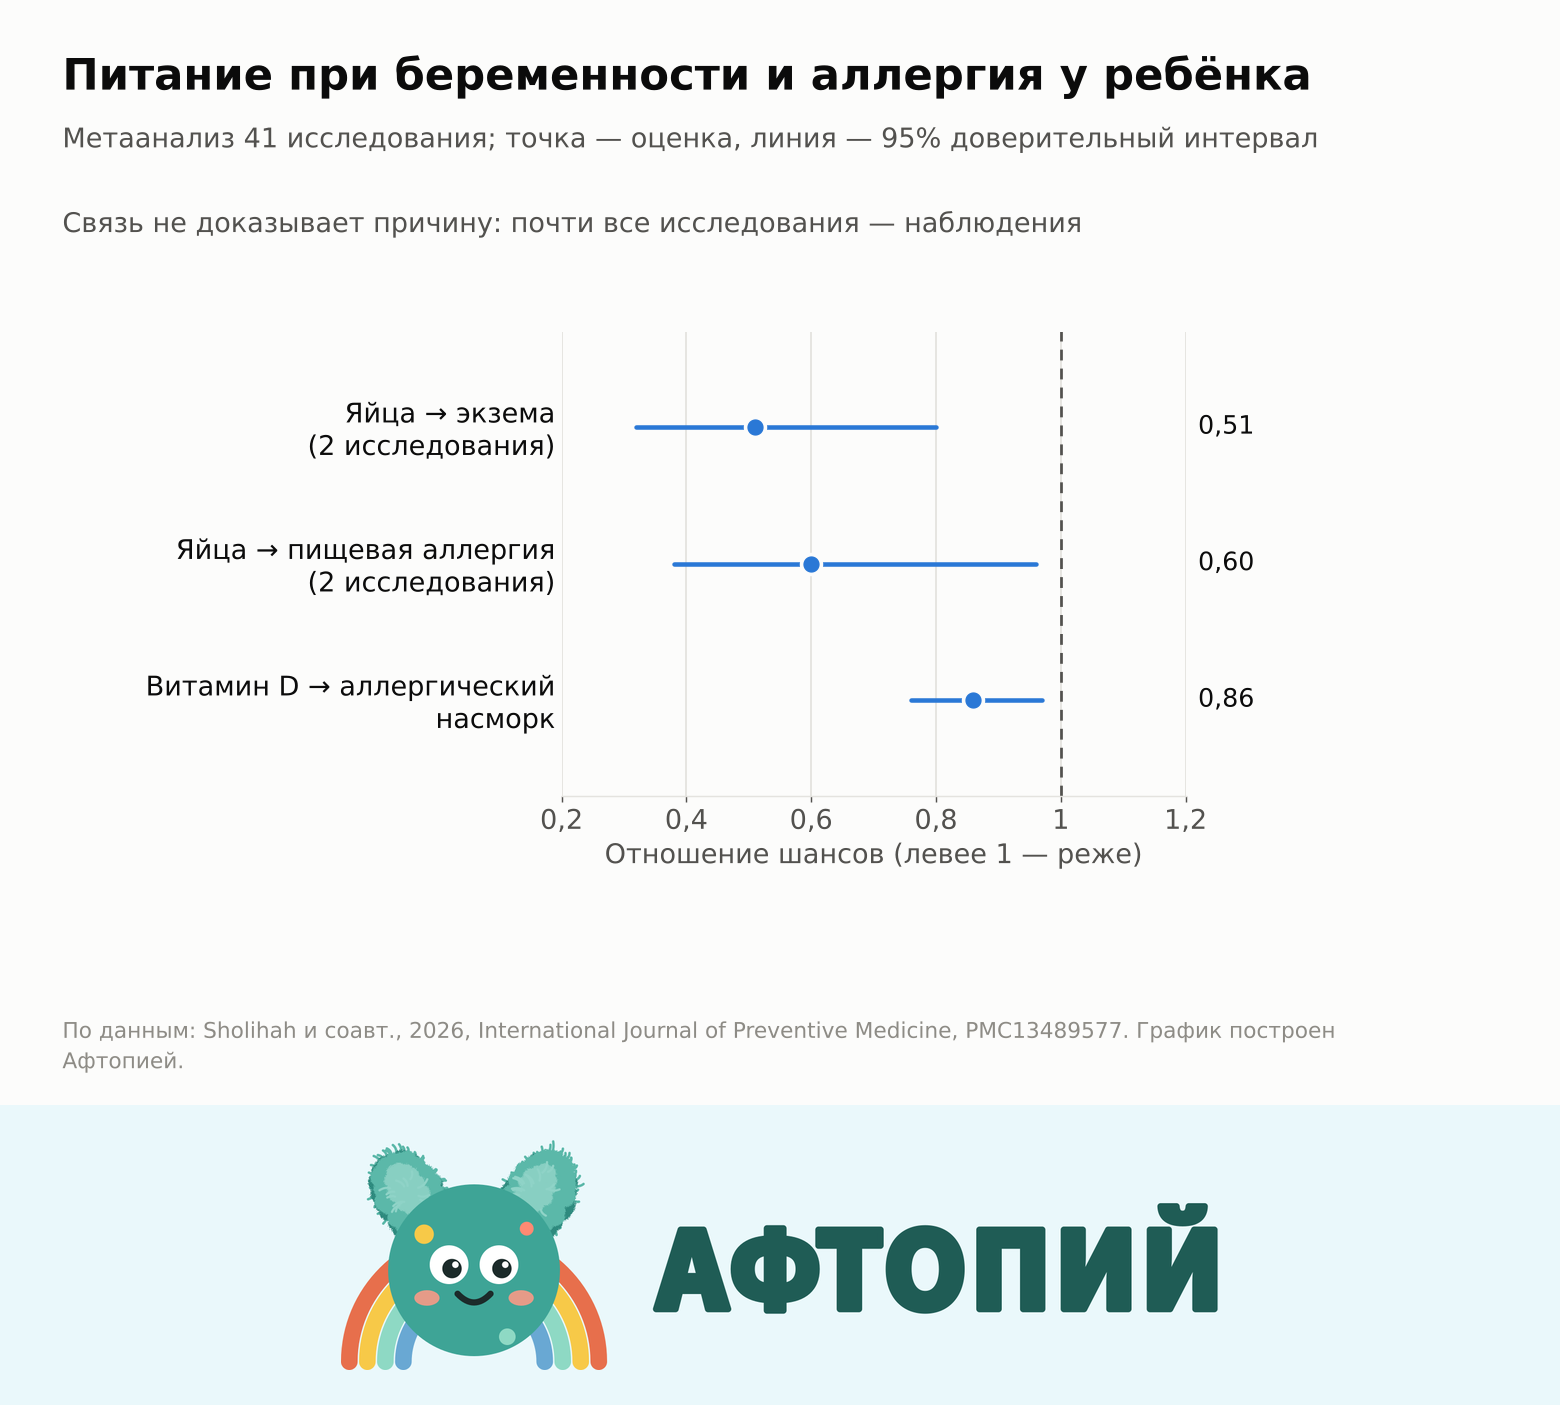 Питание при беременности и аллергия у ребёнка
Метаанализ 41 исследования; точка — оценка, линия — 95% доверительный интервал
Связь не доказывает причину: почти все исследования — наблюдения
Яйца → экзема
(2 исследования)
0,51
Яйца → пищевая аллергия
(2 исследования)
0,60
Витамин D → аллергический
насморк
0,86
0,2 0,4 0,6 0,8 1 1,2
Отношение шансов (левее 1 — реже)
По данным: Sholihah и соавт., 2026, International Journal of Preventive Medicine, PMC13489577. График построен
Афтопией.
АФТОПИЙ